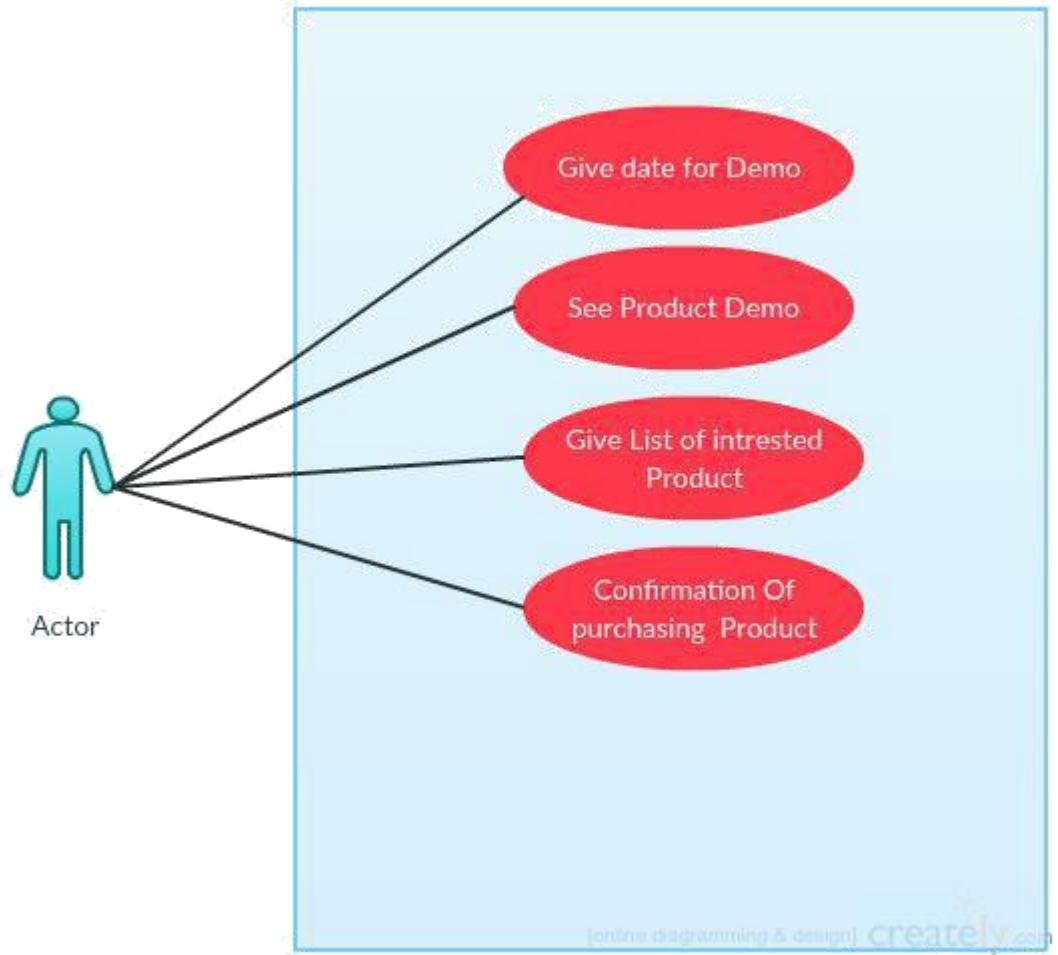 Give date for Demo
See Product Demo
Give List of intrested
Product
Confirmation Of
purchasing Product
Actor
[online diagramming & design] creately.com